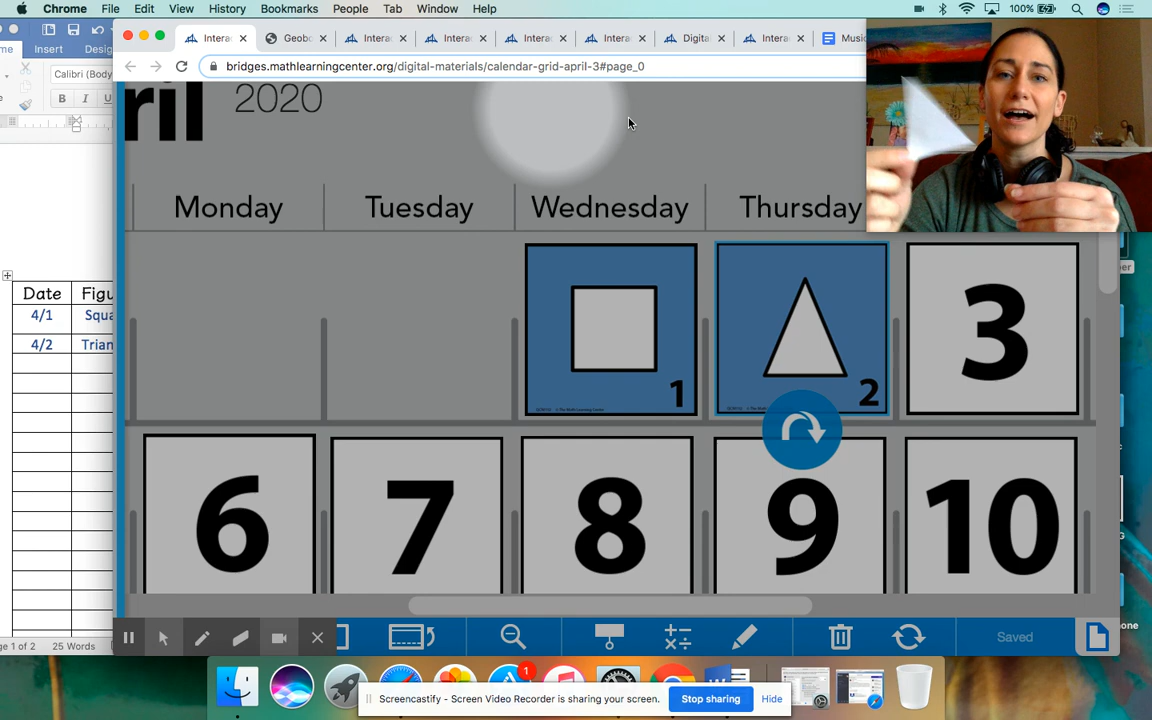 Chrome File Edit View History Bookmarks People Tab Window Help 100%
me Insert Desig
Interac Geobo Interac Interac Interac Interac Digita Interac Music
bridges.mathlearningcenter.org/digital-materials/calendar-grid-april-3#page_0
Calibri (Body
B I U
ril 2020
Monday Tuesday Wednesday Thursday
1 2 3
6 7 8 9 10
Date Figu
4/1 Squa
4/2 Trian
Saved
ge 1 of 2 25 Words
1
Screencastify - Screen Video Recorder is sharing your screen. Stop sharing Hide